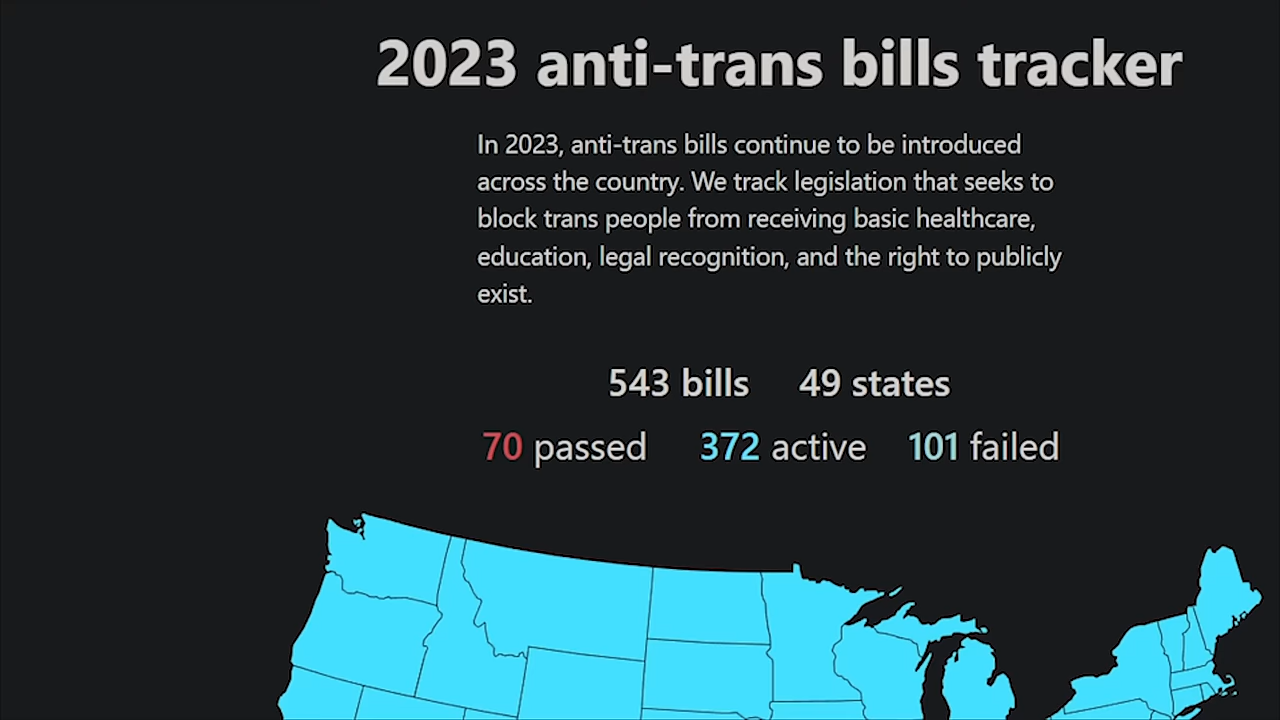 2023 anti-trans bills tracker
In 2023, anti-trans bills continue to be introduced
across the country. We track legislation that seeks to
block trans people from receiving basic healthcare,
education, legal recognition, and the right to publicly
exist.
543 bills 49 states
70 passed 372 active 101 failed